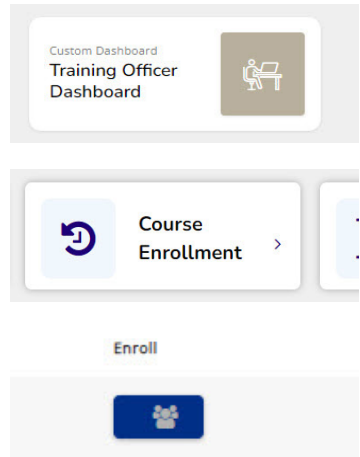 Custom Dashboard
Training Officer
Dashboard
Course
Enrollment
Enroll